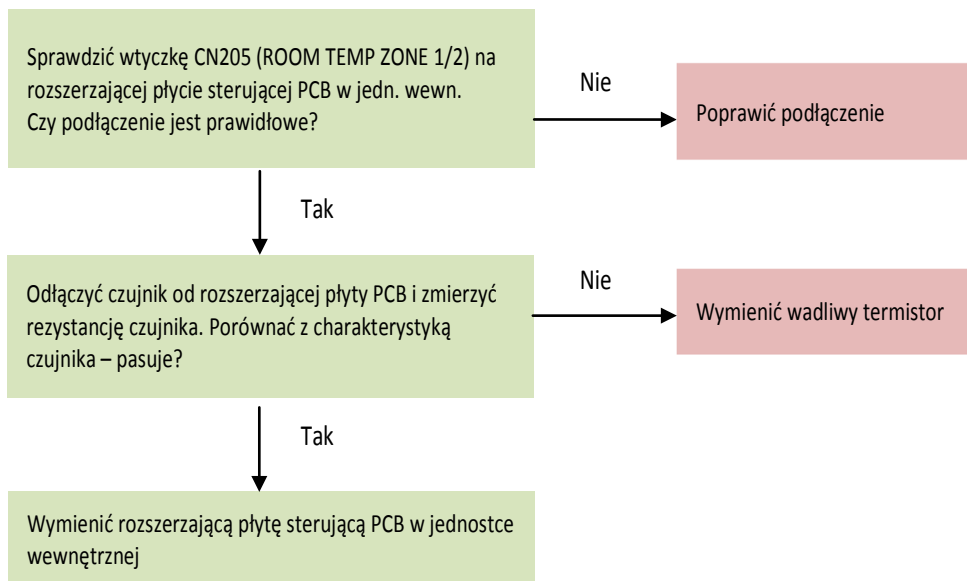 Sprawdzić wtyczkę CN205 (ROOM TEMP ZONE 1/2) na
rozszerzającej płycie sterującej PCB w jedn. wewn.
Czy podłączenie jest prawidłowe?
Nie
Poprawić podłączenie
Tak
Odłączyć czujnik od rozszerzającej płyty PCB i zmierzyć
rezystancję czujnika. Porównać z charakterystyką
czujnika – pasuje?
Nie
Wymienić wadliwy termistor
Tak
Wymienić rozszerzającą płytę sterującą PCB w jednostce
wewnętrznej